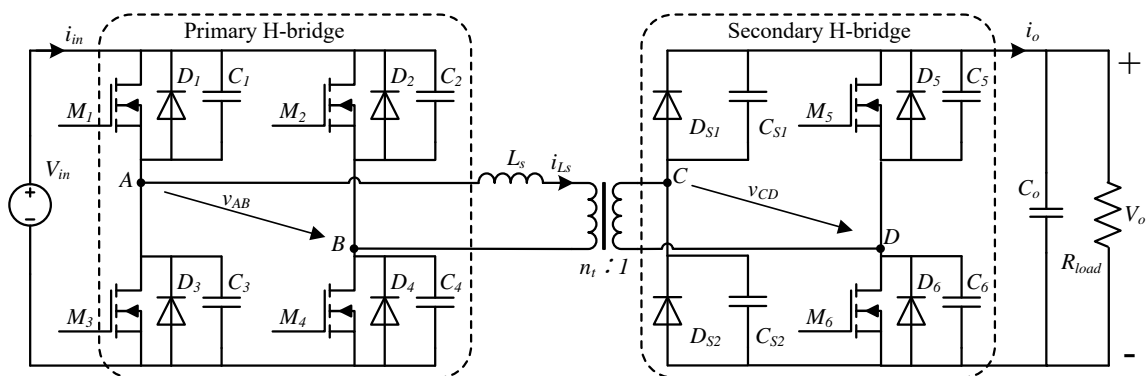 Primary H-bridge
Secondary H-bridge
i_in
i_o
D_1
C_1
D_2
C_2
D_5
C_5
M_1
M_2
D_S1
C_S1
M_5
+
V_in
A
L_s
i_Ls
C
v_AB
v_CD
C_o
V_o
B
D
n_t : 1
R_load
D_3
C_3
D_4
C_4
D_6
C_6
M_3
M_4
D_S2
C_S2
M_6
-